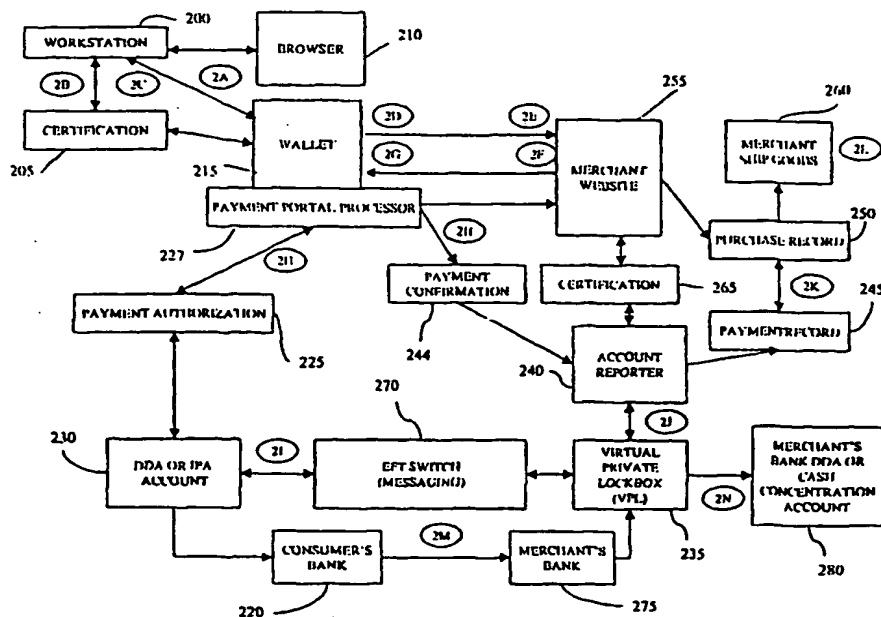 200
WORKSTATION
BROWSER
210
2B
2C
2A
255
260
CERTIFICATION
205
WALLET
215
2D
2E
2G
2F
MERCHANT
WEBSITE
MERCHANT
SHIP GOODS
2L
PAYMENT PORTAL PROCESSOR
227
2H
2H
PURCHASE RECORD
250
PAYMENT
CONFIRMATION
244
CERTIFICATION
265
2K
245
PAYMENT AUTHORIZATION
225
PAYMENTRECORD
240
ACCOUNT
REPORTER
270
230
2J
DDA OR IPA
ACCOUNT
2I
EFT SWITCH
(MESSAGING)
VIRTUAL
PRIVATE
LOCKBOX
(VPL)
235
2N
MERCHANT'S
BANK DDA OR
CASH
CONCENTRATION
ACCOUNT
280
CONSUMER'S
BANK
220
2M
MERCHANT'S
BANK
275